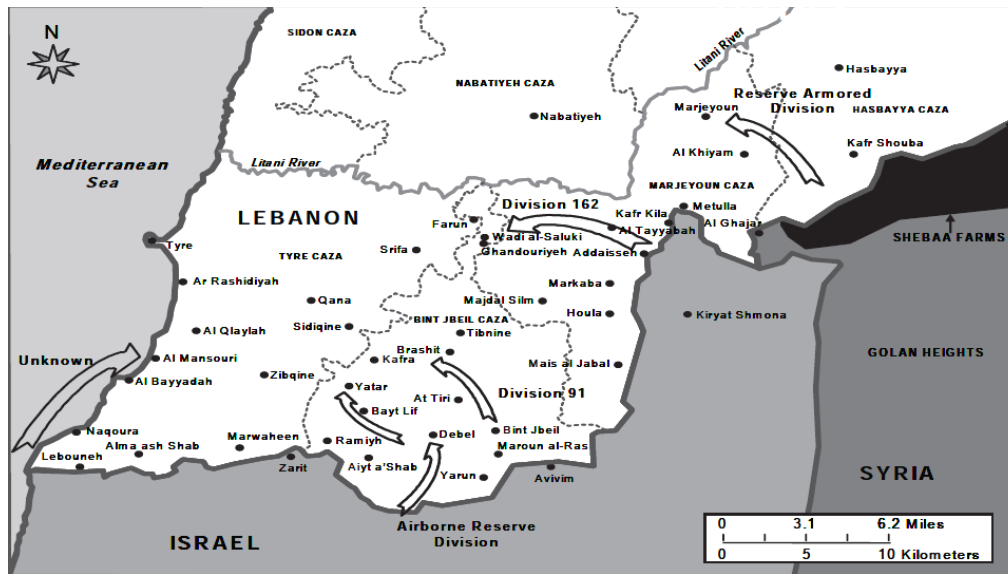 N
SIDON CAZA
Litani River
Hasbayya
NABATIYEH CAZA
Reserve Armored
Division
HASBAYYA CAZA
Marjeyoun
Nabatiyeh
Mediterranean
Sea
Litani River
Al Khiyam
Kafr Shouba
MARJEYOUN CAZA
Metulla
LEBANON
Division 162
Kafr Kila
Farun
Al Ghajar
Al Tayyabah
Wadi al-Saluki
SHEBAA FARMS
Tyre
Srifa
Ghandouriyeh
Addaisseh
TYRE CAZA
Ar Rashidiyah
Markaba
Qana
Majdal Silm
Houla
Kiryat Shmona
BINT JBEIL CAZA
Al Qlaylah
Sidiqine
Tibnine
Unknown
Al Mansouri
Brashit
GOLAN HEIGHTS
Kafra
Mais al Jabal
Al Bayyadah
Zibqine
Yatar
Division 91
At Tiri
Bayt Lif
Naqoura
Alma ash Shab
Marwaheen
Ramiyh
Debel
Bint Jbeil
Maroun al-Ras
Lebouneh
Zarit
Aiyt a'Shab
Yarun
Avivim
SYRIA
Airborne Reserve
Division
ISRAEL
0 3.1 6.2 Miles
0 5 10 Kilometers